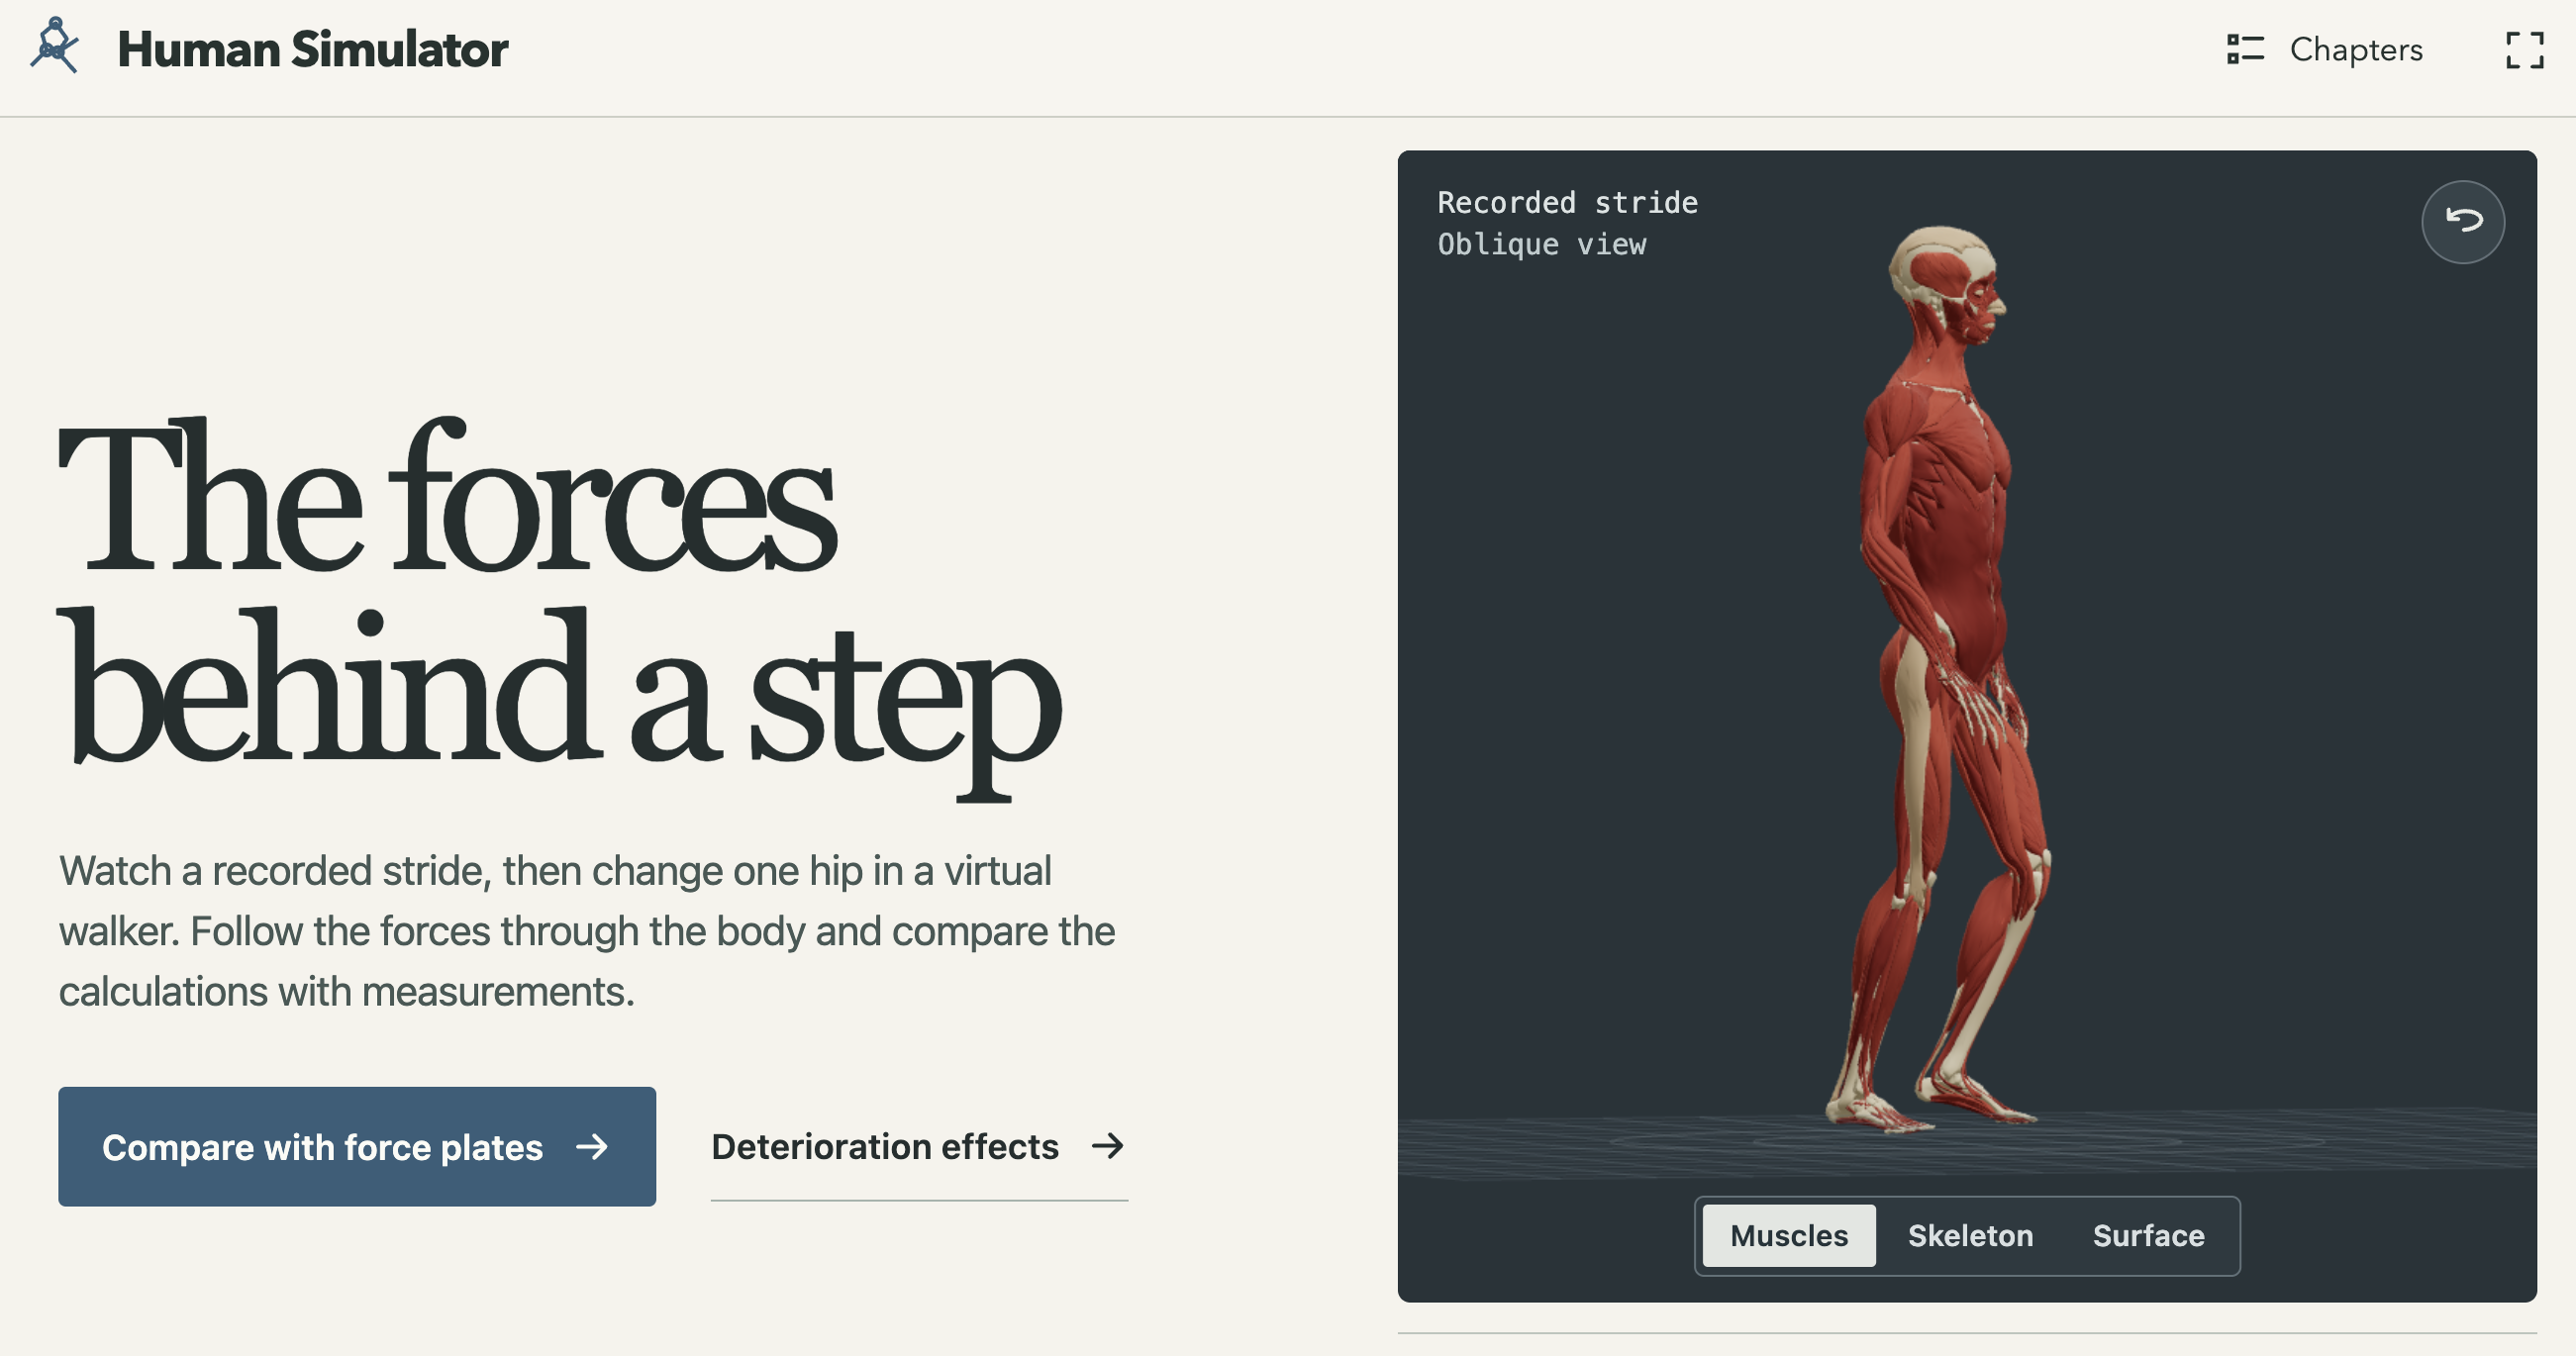 Human Simulator
Chapters
The forces
behind a step
Watch a recorded stride, then change one hip in a virtual
walker. Follow the forces through the body and compare the
calculations with measurements.
Compare with force plates
Deterioration effects
Recorded stride
Oblique view
Muscles Skeleton Surface